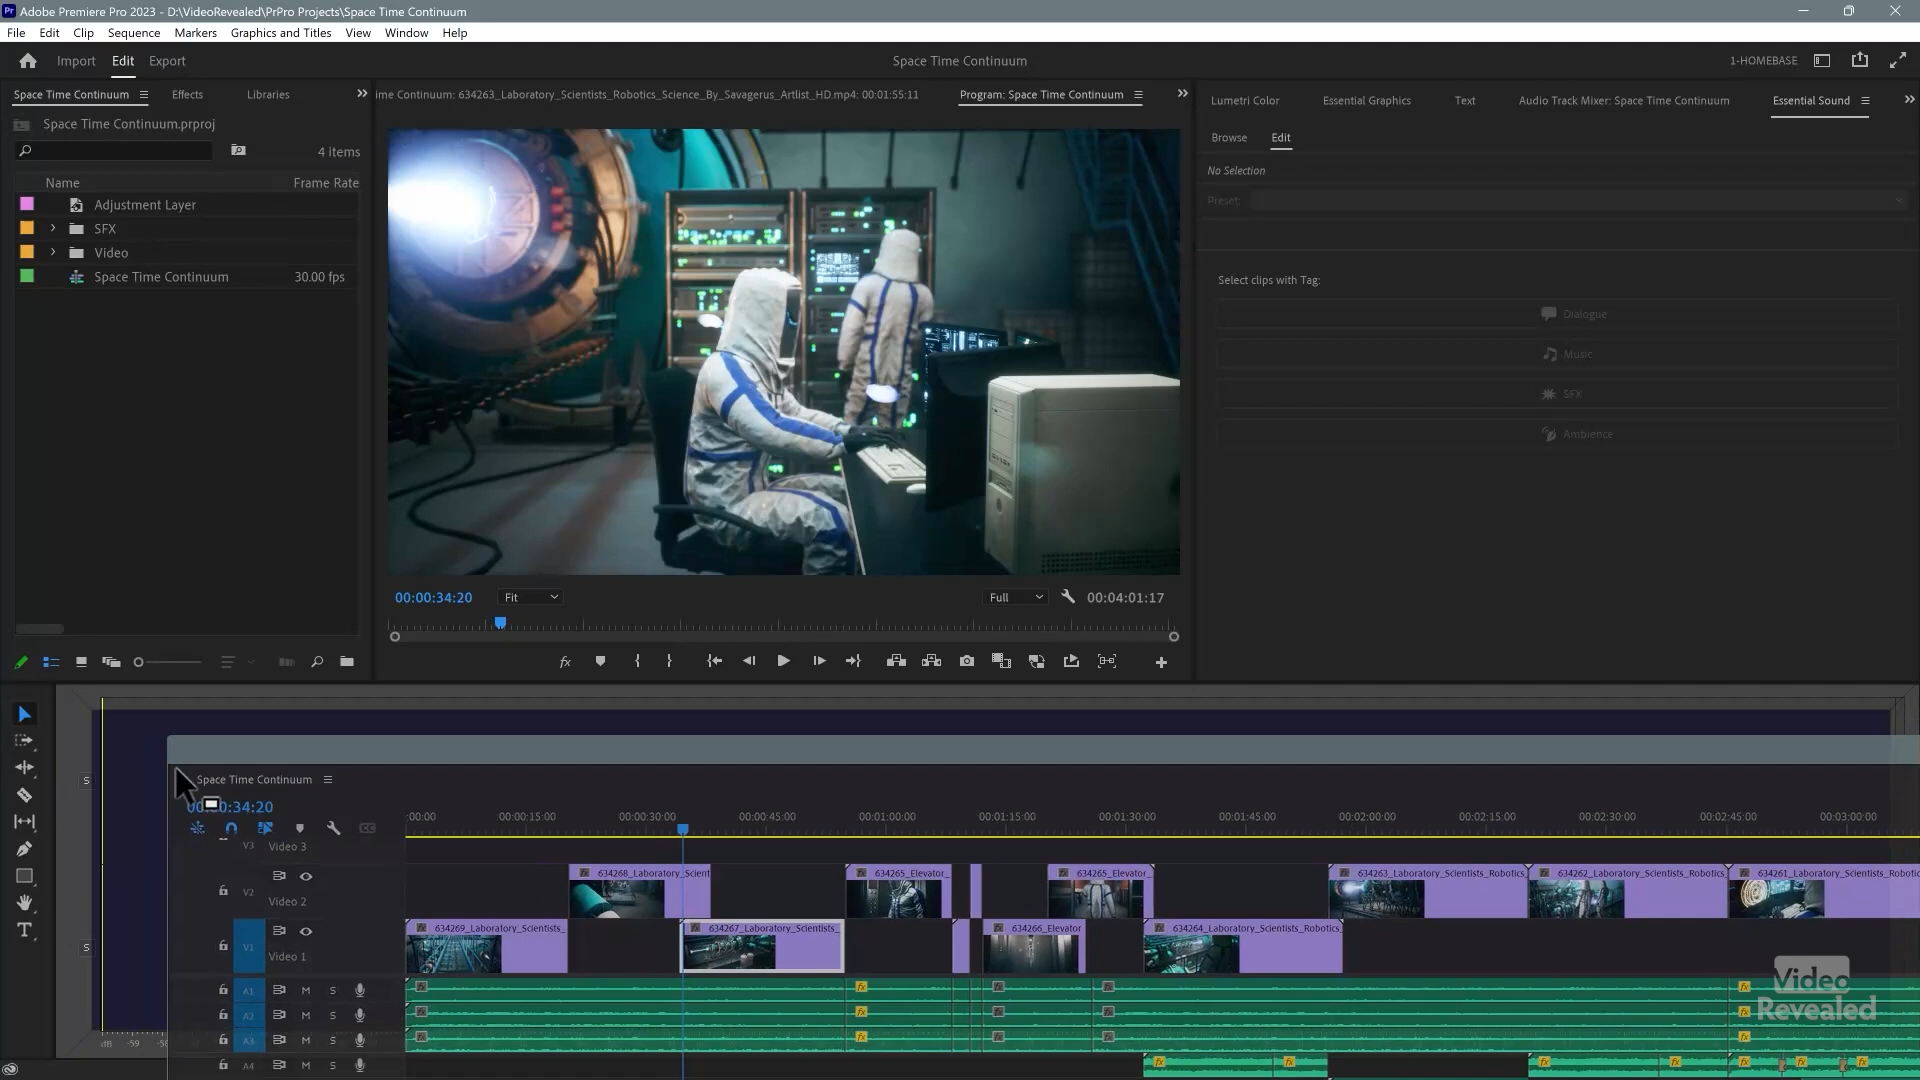 Adobe Premiere Pro 2023 - D:\VideoRevealed\PrPro Projects\Space Time Continuum
File Edit Clip Sequence Markers Graphics and Titles View Window Help
Import Edit Export Space Time Continuum 1-HOMEBASE
Space Time Continuum Effects Libraries
ime Continuum: 634263_Laboratory_Scientists_Robotics_Science_By_Savagerus_Artlist_HD.mp4: 00:01:55:11 Program: Space Time Continuum
Lumetri Color Essential Graphics Text Audio Track Mixer: Space Time Continuum Essential Sound
Space Time Continuum.prproj
4 items
Name Frame Rate
Adjustment Layer
SFX
Video
Space Time Continuum 30.00 fps
Browse Edit
No Selection
Preset:
Select clips with Tag:
Dialogue
Music
SFX
Ambience
00:00:34:20 Fit Full 00:04:01:17
fx
S
S
dB -59
Space Time Continuum
:34:20
:00:00 00:00:15:00 00:00:30:00 00:00:45:00 00:01:00:00 00:01:15:00 00:01:30:00 00:01:45:00 00:02:00:00 00:02:15:00 00:02:30:00 00:02:45:00 00:03:00:00
V3 Video 3
V2 Video 2
634268_Laboratory_Scient 634265_Elevator_ 634265_Elevator_ 634263_Laboratory_Scientists_Robotics_ 634262_Laboratory_Scientists_Robotics_ 634261_Laboratory_Scientists_Robotics
V1 Video 1
634269_Laboratory_Scientists_ 634267_Laboratory_Scientists_ 634266_Elevator 634264_Laboratory_Scientists_Robotics_
A1 M S
A2 M S
A3 M S
A4 M S
Video
Revealed